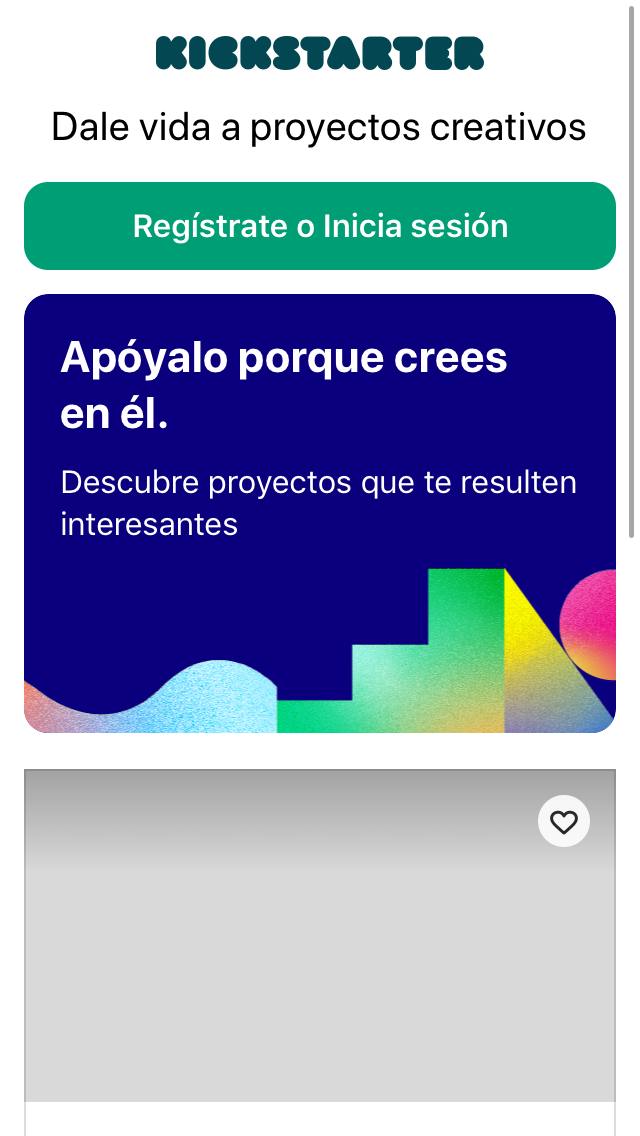 KICKSTARTER
Dale vida a proyectos creativos
Regístrate o Inicia sesión
Apóyalo porque crees
en él.
Descubre proyectos que te resulten
interesantes